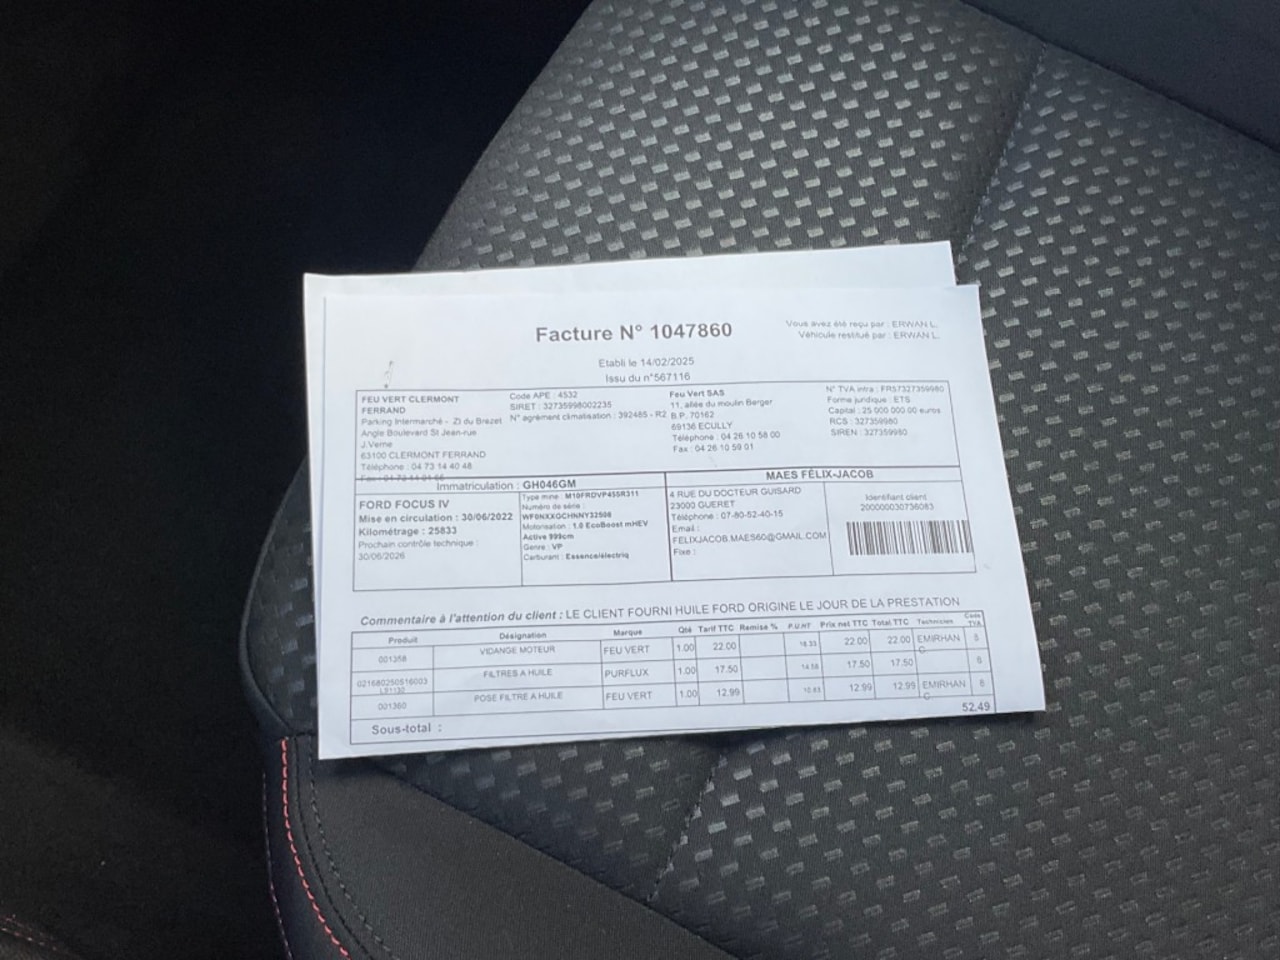 Facture N° 1047860
Vous avez été reçu par : ERWAN L.
Véhicule restitué par : ERWAN L.
Etabli le 14/02/2025
Issu du n°567116
FEU VERT CLERMONT
FERRAND
Parking Intermarché - ZI du Brezet
Angle Boulevard St Jean-rue
J.Verne
63100 CLERMONT FERRAND
Téléphone : 04 73 14 40 48
Code APE : 4532
SIRET : 32735998002235
N° agrément climatisation : 392485 - R2
Feu Vert SAS
11, allée du moulin Berger
B.P. 70162
69136 ECULLY
Téléphone : 04 26 10 58 00
Fax : 04 26 10 59 01
N° TVA intra : FR57327359980
Forme juridique : ETS
Capital : 25 000 000.00 euros
RCS : 327359980
SIREN : 327359980
Immatriculation : GH046GM
MAES FÉLIX-JACOB
FORD FOCUS IV
Mise en circulation : 30/06/2022
Kilométrage : 25833
Prochain contrôle technique :
30/06/2026
Type mine : M10FRDVP455R311
Numéro de série :
Motorisation : 1.0 EcoBoost mHEV
Active 999cm
Genre : VP
Carburant : Essence/électriq
4 RUE DU DOCTEUR GUISARD
23000 GUERET
Téléphone : 07-80-52-40-15
Email :
FELIXJACOB.MAES60@GMAIL.COM
Fixe :
Identifiant client
200000030736083
Commentaire à l'attention du client : LE CLIENT FOURNI HUILE FORD ORIGINE LE JOUR DE LA PRESTATION
Produit Désignation Marque Qté Tarif TTC Remise % P.U.HT Prix net TTC Total TTC Technicien Code TVA
001358 VIDANGE MOTEUR FEU VERT 1.00 22.00 18.33 22.00 22.00 EMIRHAN C
021680250516003 FILTRES A HUILE PURFLUX 1.00 17.50 14.58 17.50 17.50
001360 POSE FILTRE A HUILE FEU VERT 1.00 12.99 10.83 12.99 12.99 EMIRHAN C
Sous-total : 52.49